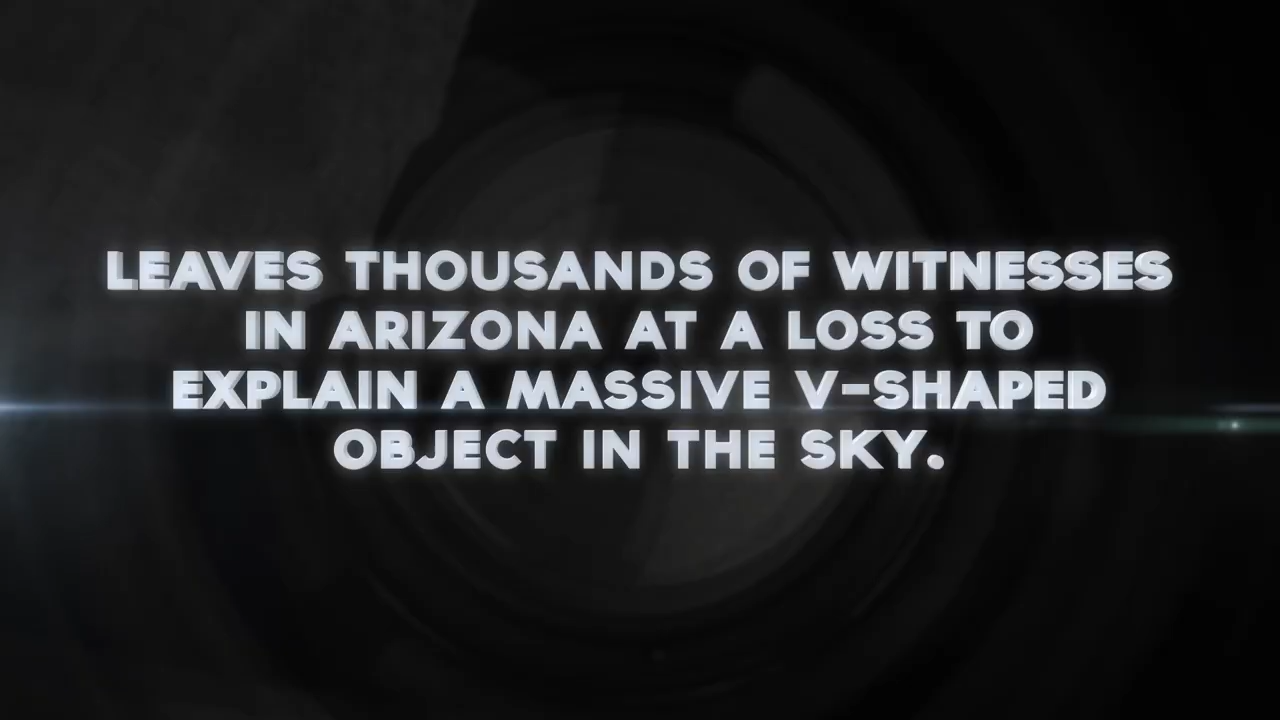 LEAVES THOUSANDS OF WITNESSES
IN ARIZONA AT A LOSS TO
EXPLAIN A MASSIVE V-SHAPED
OBJECT IN THE SKY.